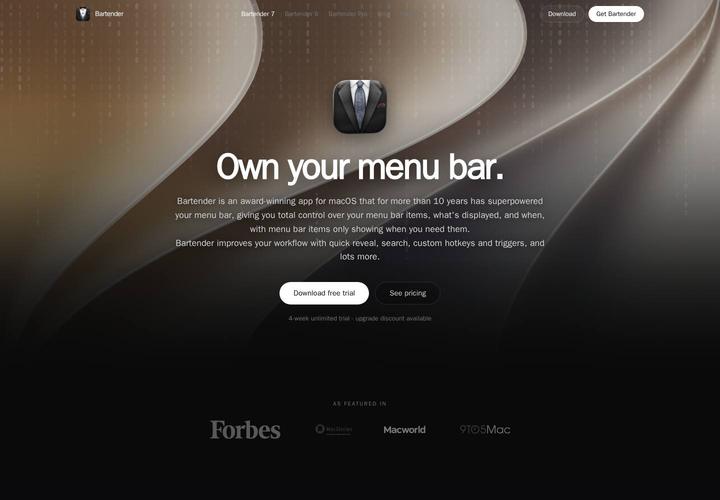 Bartender
Bartender 7
Bartender 6
Bartender Pro
Blog
Download
Get Bartender
Own your menu bar.
Bartender is an award-winning app for macOS that for more than 10 years has superpowered
your menu bar, giving you total control over your menu bar items, what's displayed, and when,
with menu bar items only showing when you need them.
Bartender improves your workflow with quick reveal, search, custom hotkeys and triggers, and
lots more.
Download free trial
See pricing
4-week unlimited trial - upgrade discount available
AS FEATURED IN
Forbes
MacStories
Macworld
9TO5Mac